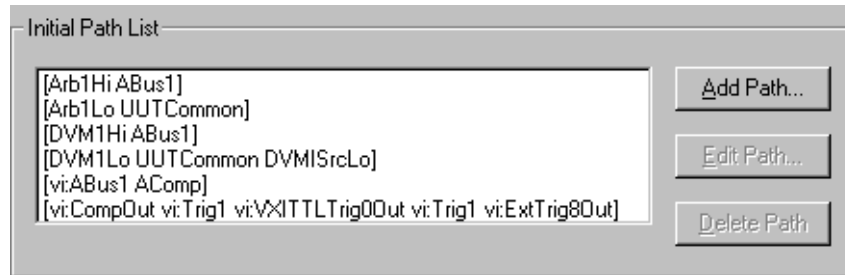 Initial Path List
[Arb1Hi ABus1]
[Arb1Lo UUTCommon]
[DVM1Hi ABus1]
[DVM1Lo UUTCommon DVMISrcLo]
[vi:ABus1 AComp]
[vi:CompOut vi:Trig1 vi:VXITTLTrig0Out vi:Trig1 vi:ExtTrig8Out]
Add Path...
Edit Path...
Delete Path